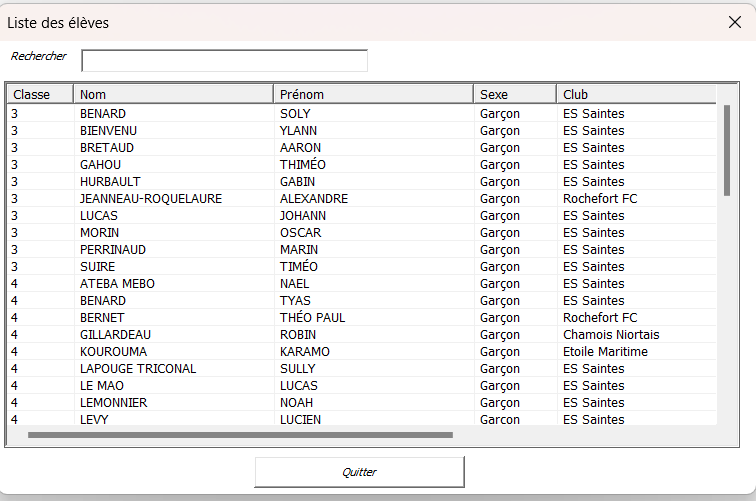 Liste des élèves
Rechercher
Classe Nom Prénom Sexe Club
3 BENARD SOLY Garçon ES Saintes
3 BIENVENU YLANN Garçon ES Saintes
3 BRETAUD AARON Garçon ES Saintes
3 GAHOU THIMÉO Garçon ES Saintes
3 HURBAULT GABIN Garçon ES Saintes
3 JEANNEAU-ROQUELAURE ALEXANDRE Garçon Rochefort FC
3 LUCAS JOHANN Garçon ES Saintes
3 MORIN OSCAR Garçon ES Saintes
3 PERRINAUD MARIN Garçon ES Saintes
3 SUIRE TIMÉO Garçon ES Saintes
4 ATEBA MEBO NAEL Garçon ES Saintes
4 BENARD TYAS Garçon ES Saintes
4 BERNET THÉO PAUL Garçon Rochefort FC
4 GILLARDEAU ROBIN Garçon Chamois Niortais
4 KOUROUMA KARAMO Garçon Etoile Maritime
4 LAPOUGE TRICONAL SULLY Garçon ES Saintes
4 LE MAO LUCAS Garçon ES Saintes
4 LEMONNIER NOAH Garçon ES Saintes
4 LEVY LUCIEN Garçon ES Saintes
Quitter